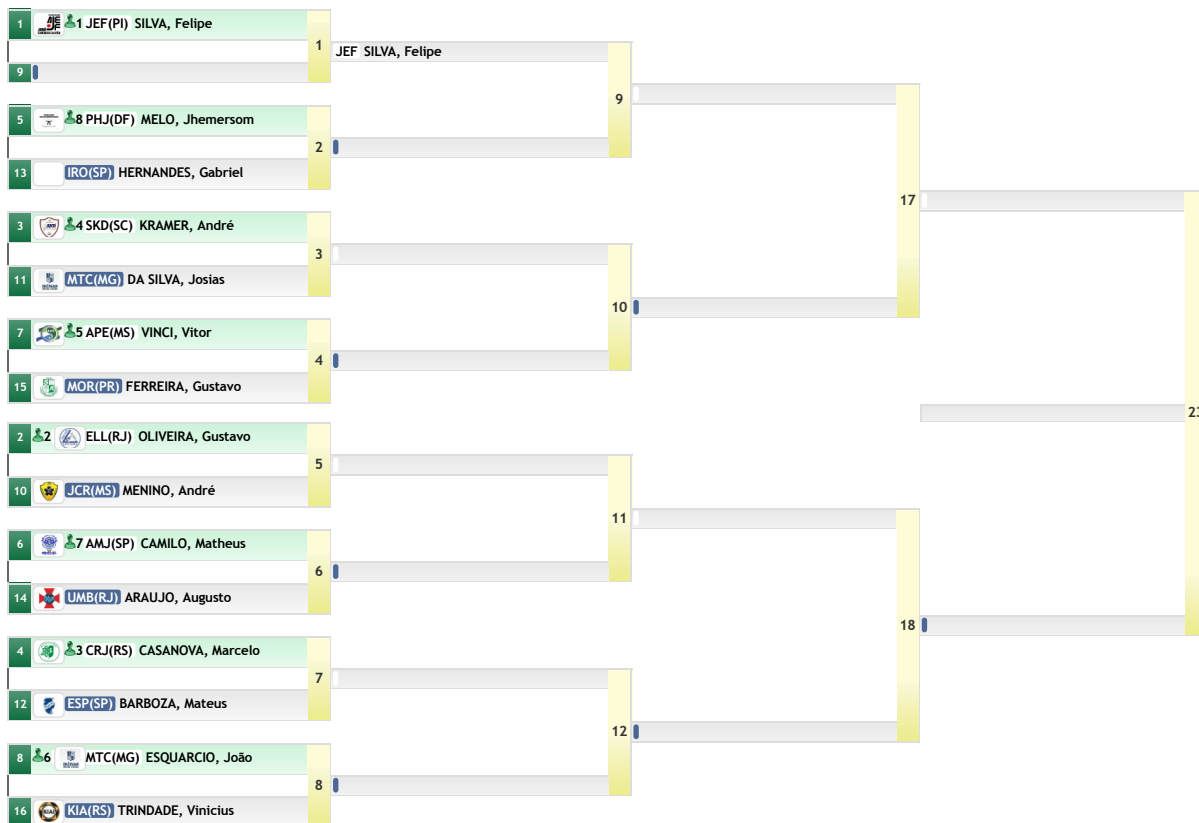 1 1 JEF(PI) SILVA, Felipe
1
JEF SILVA, Felipe
9
9
5 8 PHJ(DF) MELO, Jhemersom
2
13 IRO(SP) HERNANDES, Gabriel
17
3 4 SKD(SC) KRAMER, André
3
11 MTC(MG) DA SILVA, Josias
10
7 5 APE(MS) VINCI, Vitor
4
15 MOR(PR) FERREIRA, Gustavo
23
2 2 ELL(RJ) OLIVEIRA, Gustavo
5
10 JCR(MS) MENINO, André
11
6 7 AMJ(SP) CAMILO, Matheus
6
14 UMB(RJ) ARAUJO, Augusto
18
4 3 CRJ(RS) CASANOVA, Marcelo
7
12 ESP(SP) BARBOZA, Mateus
12
8 6 MTC(MG) ESQUARCIO, João
8
16 KIA(RS) TRINDADE, Vinicius